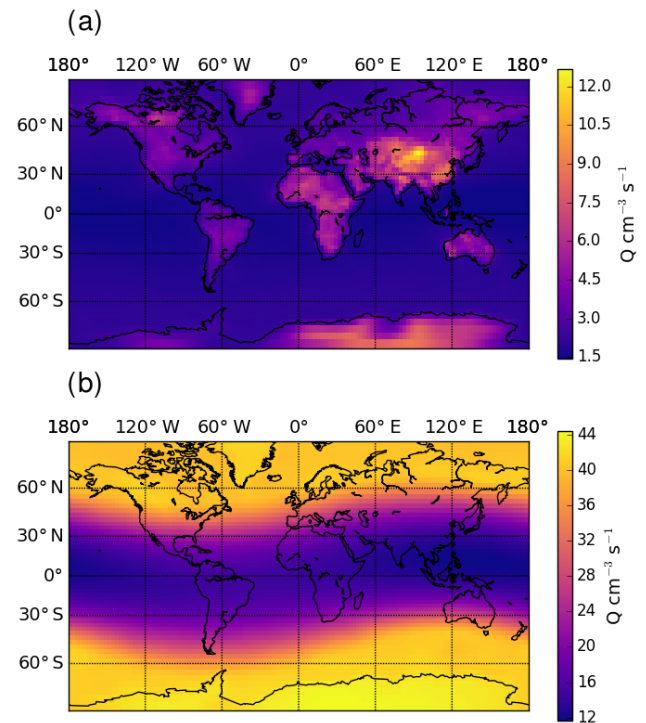 (a)
180° 120° W 60° W 0° 60° E 120° E 180°
60° N
30° N
0°
30° S
60° S
12.0
10.5
9.0
7.5
6.0
4.5
3.0
1.5
Q cm⁻³ s⁻¹
(b)
180° 120° W 60° W 0° 60° E 120° E 180°
60° N
30° N
0°
30° S
60° S
44
40
36
32
28
24
20
16
12
Q cm⁻³ s⁻¹